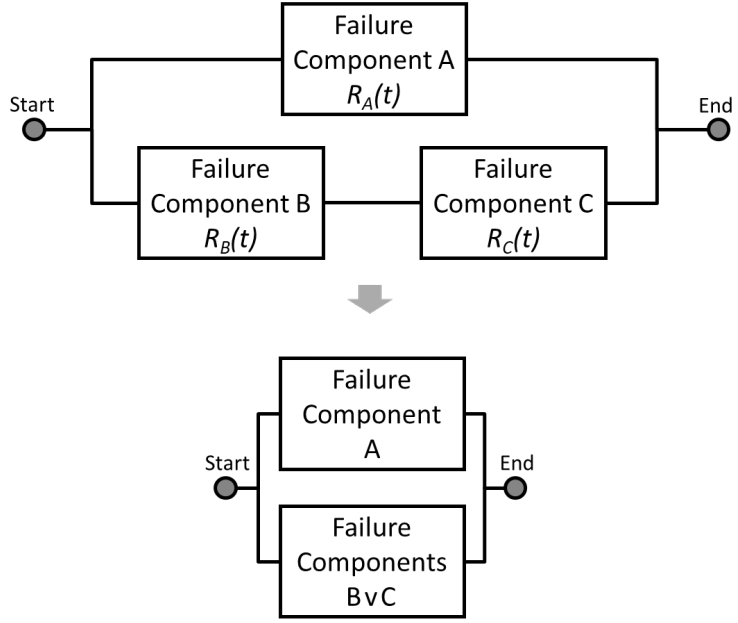 Failure
Component A
R_A(t)
Start
End
Failure
Component B
R_B(t)
Failure
Component C
R_C(t)
Failure
Component
A
Start
End
Failure
Components
B v C